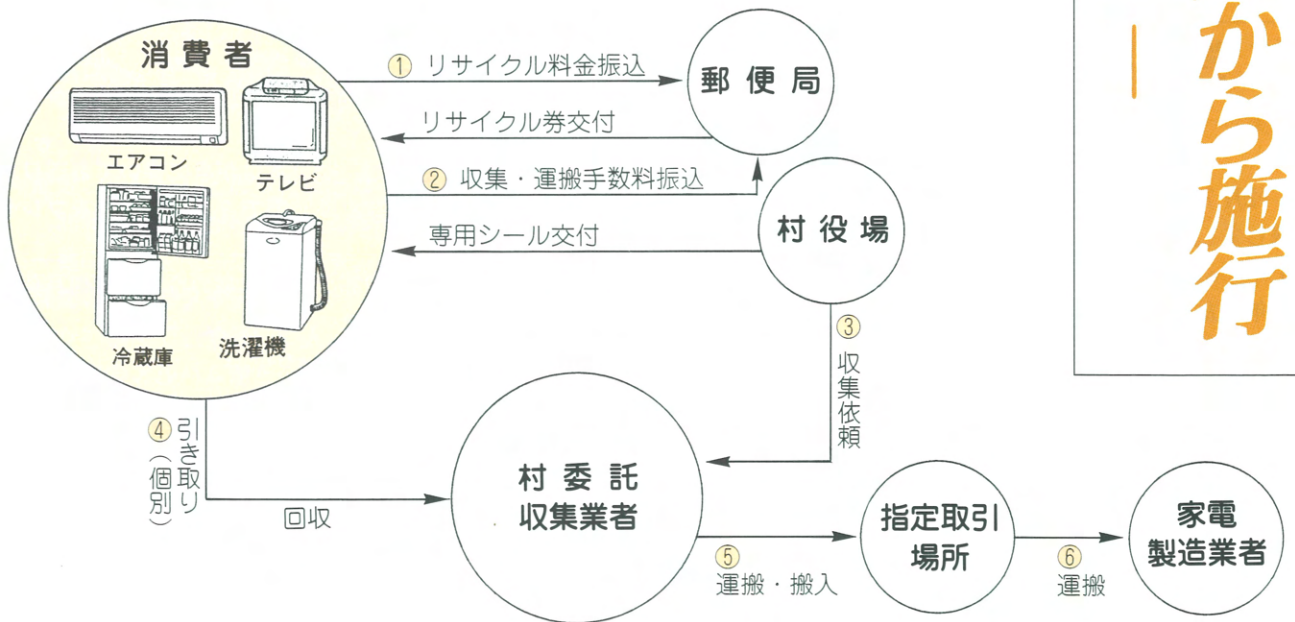 から施行
消費者
エアコン
テレビ
冷蔵庫
洗濯機
① リサイクル料金振込
郵便局
リサイクル券交付
② 収集・運搬手数料振込
村役場
専用シール交付
③
収集依頼
④
引き取り
（個別）
回収
村委託
収集業者
⑤
運搬・搬入
指定取引
場所
⑥
運搬
家電
製造業者